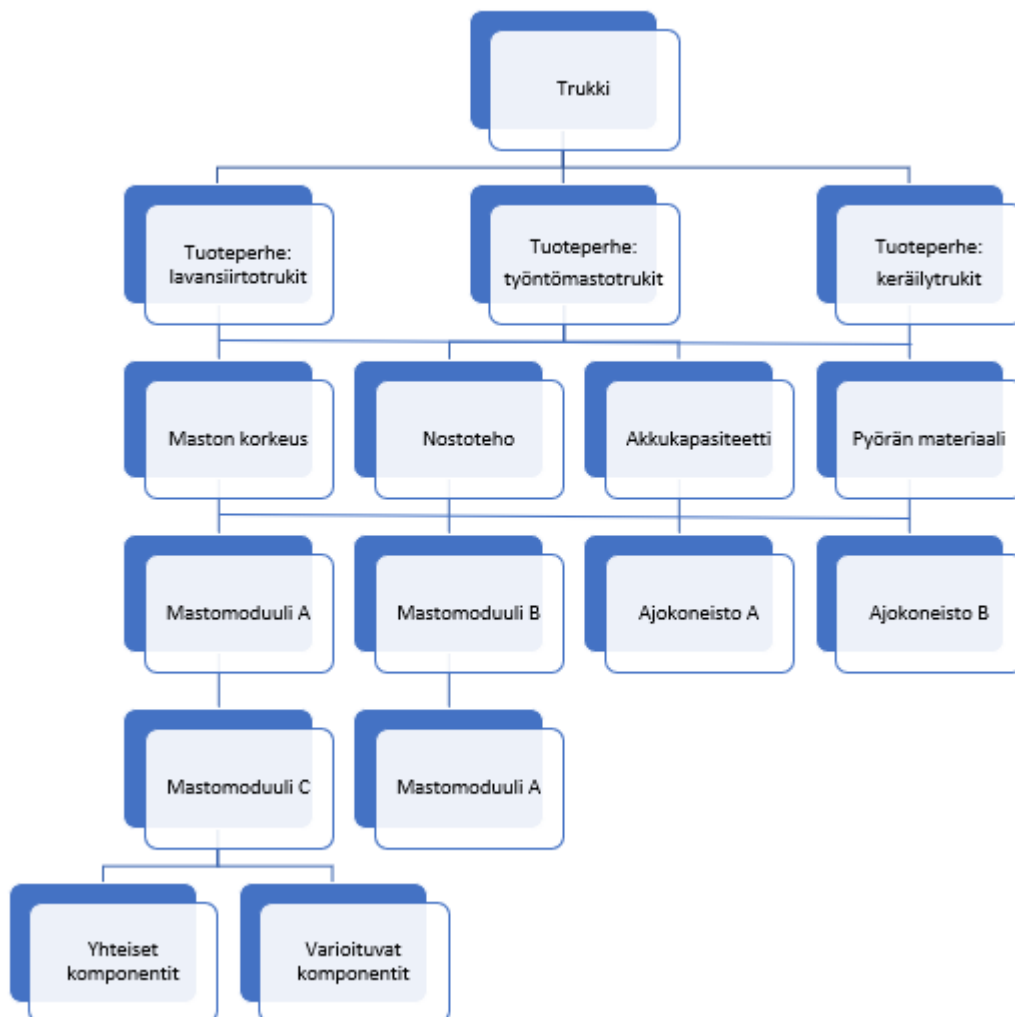 Trukki
Tuoteperhe:
lavansiirtotrukit
Tuoteperhe:
työntömastotrukit
Tuoteperhe:
keräilytrukit
Maston korkeus
Nostoteho
Akkukapasiteetti
Pyörän materiaali
Mastomoduuli A
Mastomoduuli B
Ajokoneisto A
Ajokoneisto B
Mastomoduuli C
Mastomoduuli A
Yhteiset
komponentit
Varioituvat
komponentit